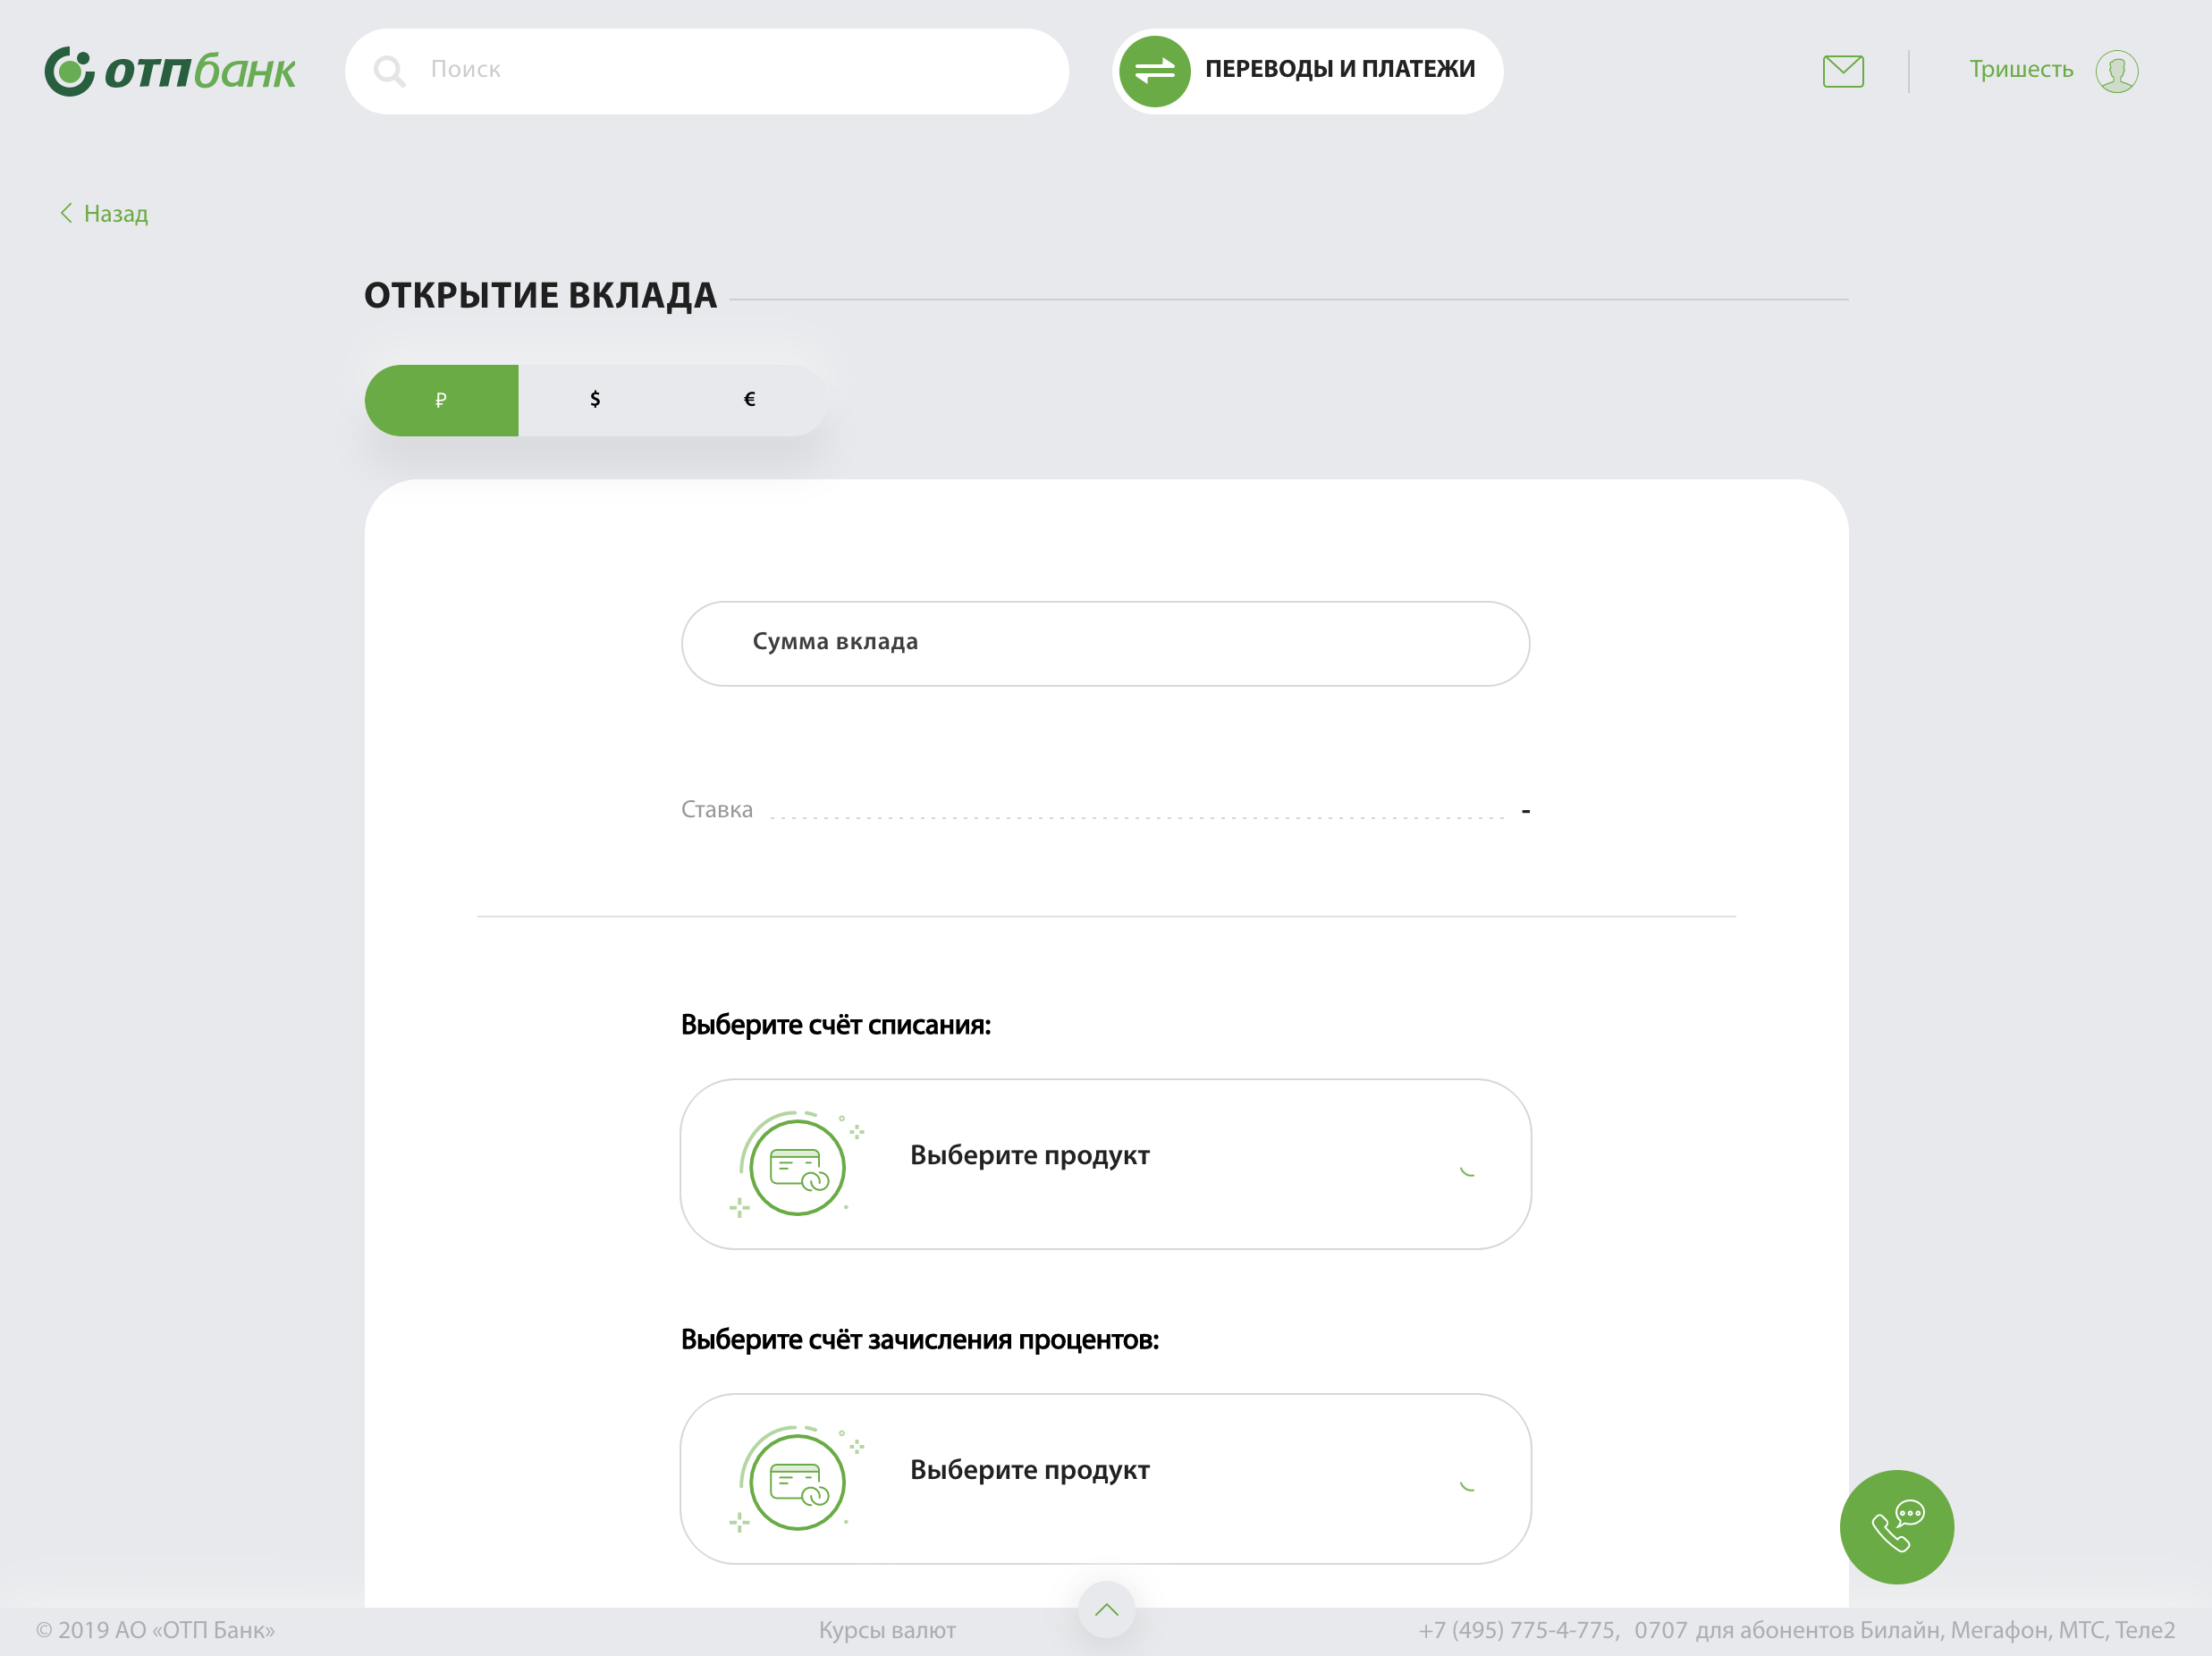 отпбанк
Поиск
ПЕРЕВОДЫ И ПЛАТЕЖИ
Тришесть
Назад
ОТКРЫТИЕ ВКЛАДА
₽ $ €
Сумма вклада
Ставка -
Выберите счёт списания:
Выберите продукт
Выберите счёт зачисления процентов:
Выберите продукт
© 2019 АО «ОТП Банк» Курсы валют +7 (495) 775-4-775, 0707 для абонентов Билайн, Мегафон, МТС, Теле2